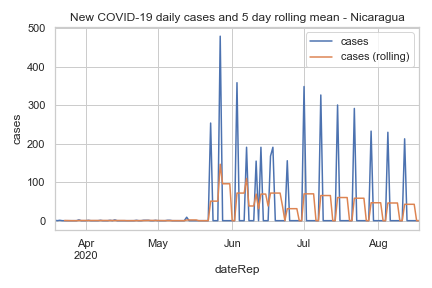 New COVID-19 daily cases and 5 day rolling mean - Nicaragua
cases
cases (rolling)
500
400
300
200
100
0
cases
Apr
2020
May
Jun
Jul
Aug
dateRep